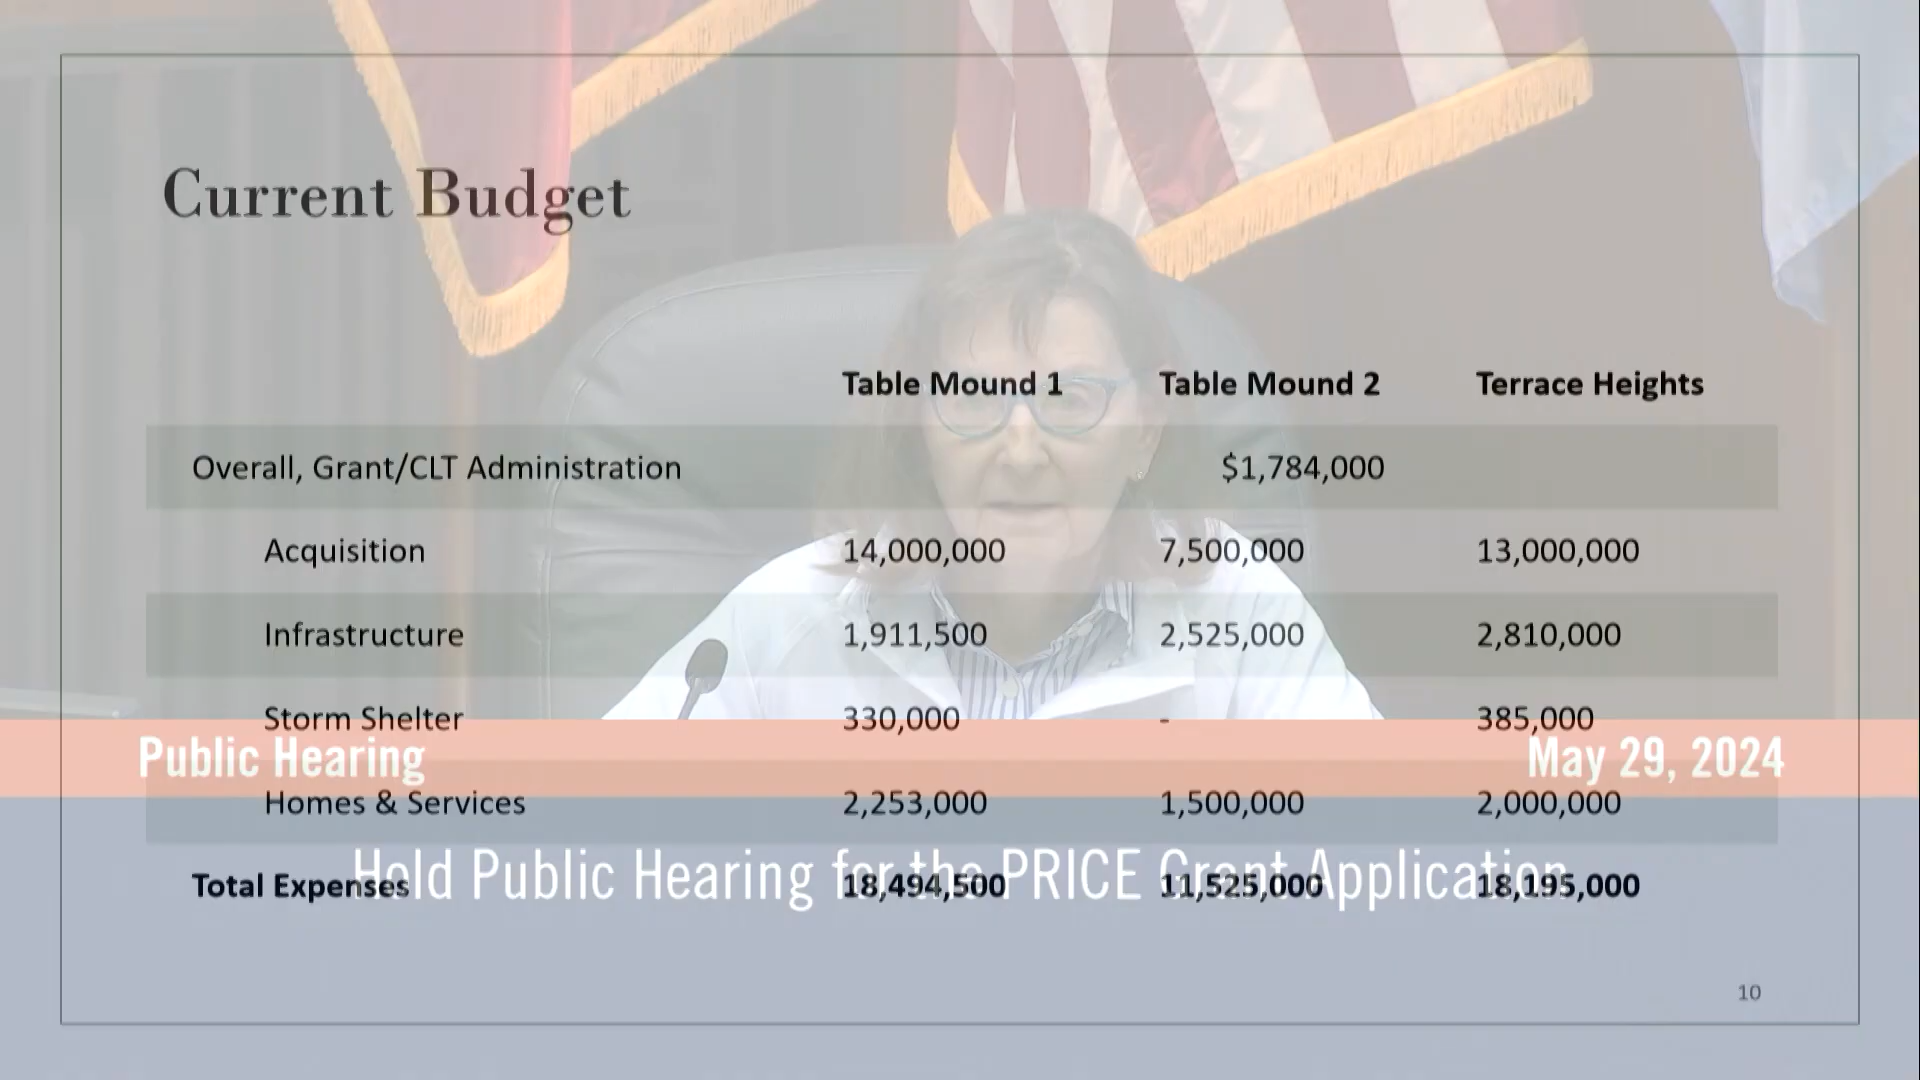 Current Budget
Table Mound 1 Table Mound 2 Terrace Heights
Overall, Grant/CLT Administration $1,784,000
Acquisition 14,000,000 7,500,000 13,000,000
Infrastructure 1,911,500 2,525,000 2,810,000
Storm Shelter 330,000 - 385,000
Public Hearing May 29, 2024
Homes & Services 2,253,000 1,500,000 2,000,000
Hold Public Hearing for the PRICE Grant Application
Total Expenses 18,494,500 11,525,000 18,195,000
10